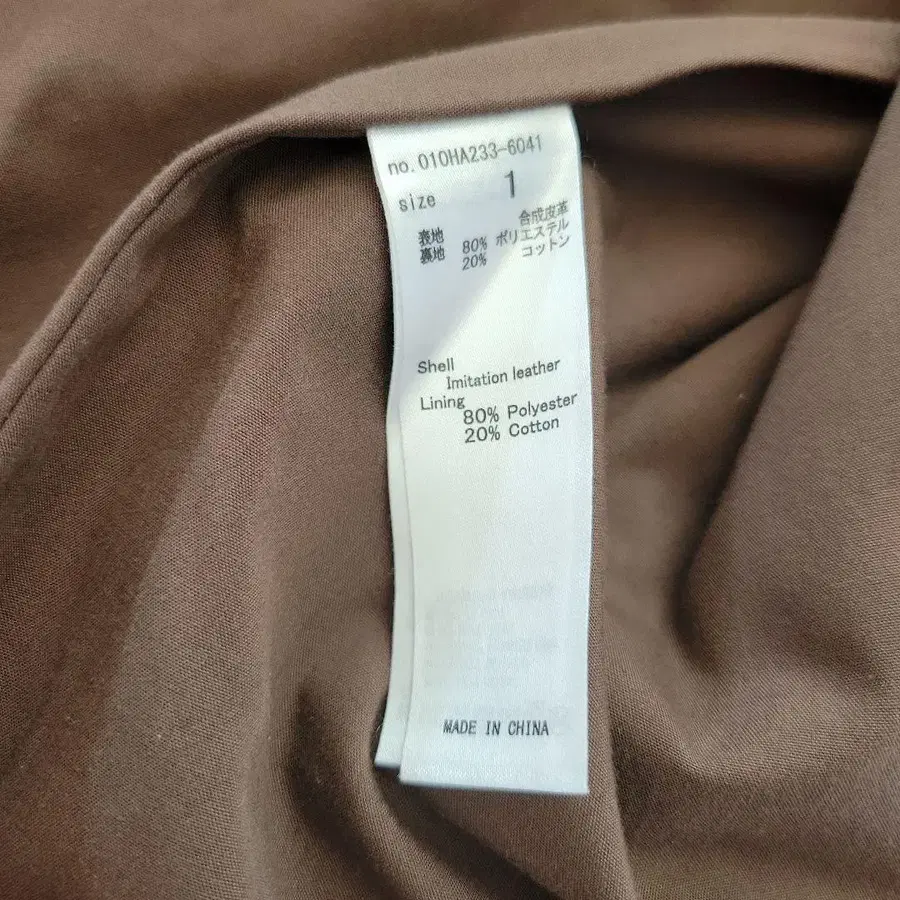 no.010HA233-6041
size 1
表地 合成皮革
裏地 80% ポリエステル
20% コットン
Shell
Imitation leather
Lining
80% Polyester
20% Cotton
MADE IN CHINA